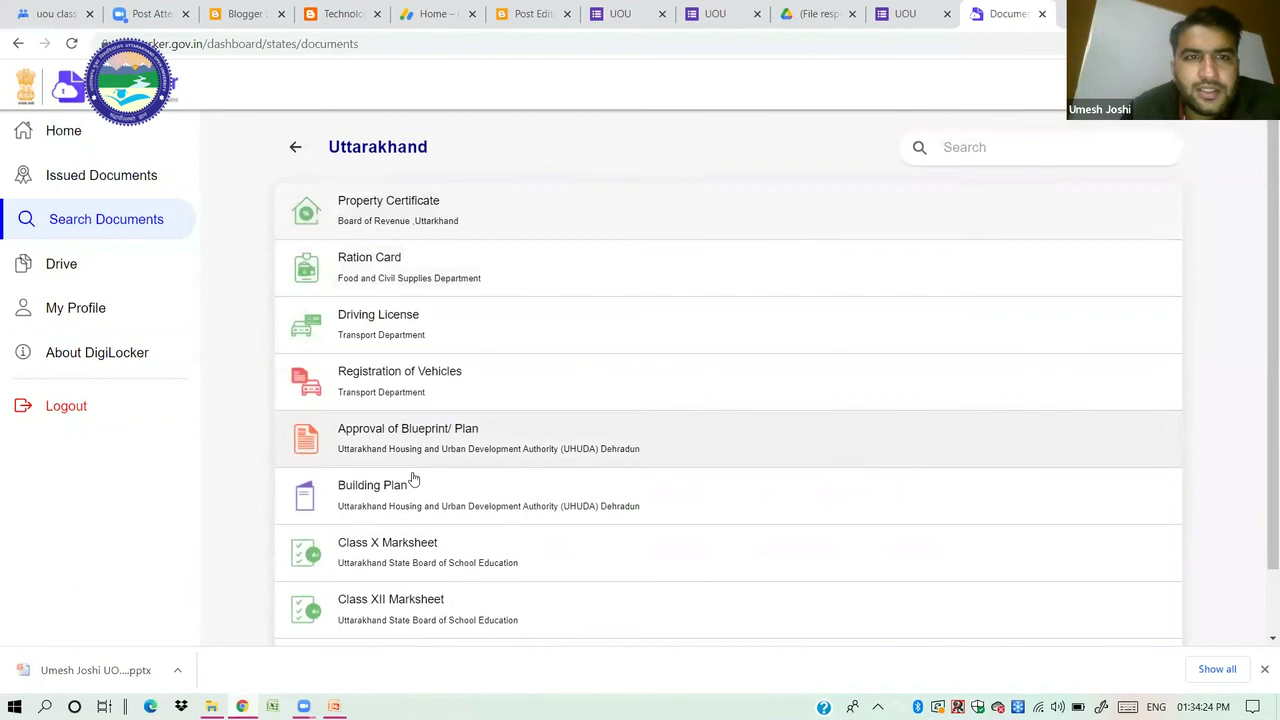 uou class
Post Atte
Blogger
Technolo
Home –
Post Edi
UOU
UOU
(File resp
UOU
Documen
ker.gov.in/dashboard/states/documents
Umesh Joshi
Home
Issued Documents
Search Documents
Drive
My Profile
About DigiLocker
Logout
Uttarakhand
Search
Property Certificate
Board of Revenue ,Uttarkhand
Ration Card
Food and Civil Supplies Department
Driving License
Transport Department
Registration of Vehicles
Transport Department
Approval of Blueprint/ Plan
Uttarakhand Housing and Urban Development Authority (UHUDA) Dehradun
Building Plan
Uttarakhand Housing and Urban Development Authority (UHUDA) Dehradun
Class X Marksheet
Uttarakhand State Board of School Education
Class XII Marksheet
Uttarakhand State Board of School Education
Umesh Joshi UO....pptx
Show all
ENG
01:34:24 PM